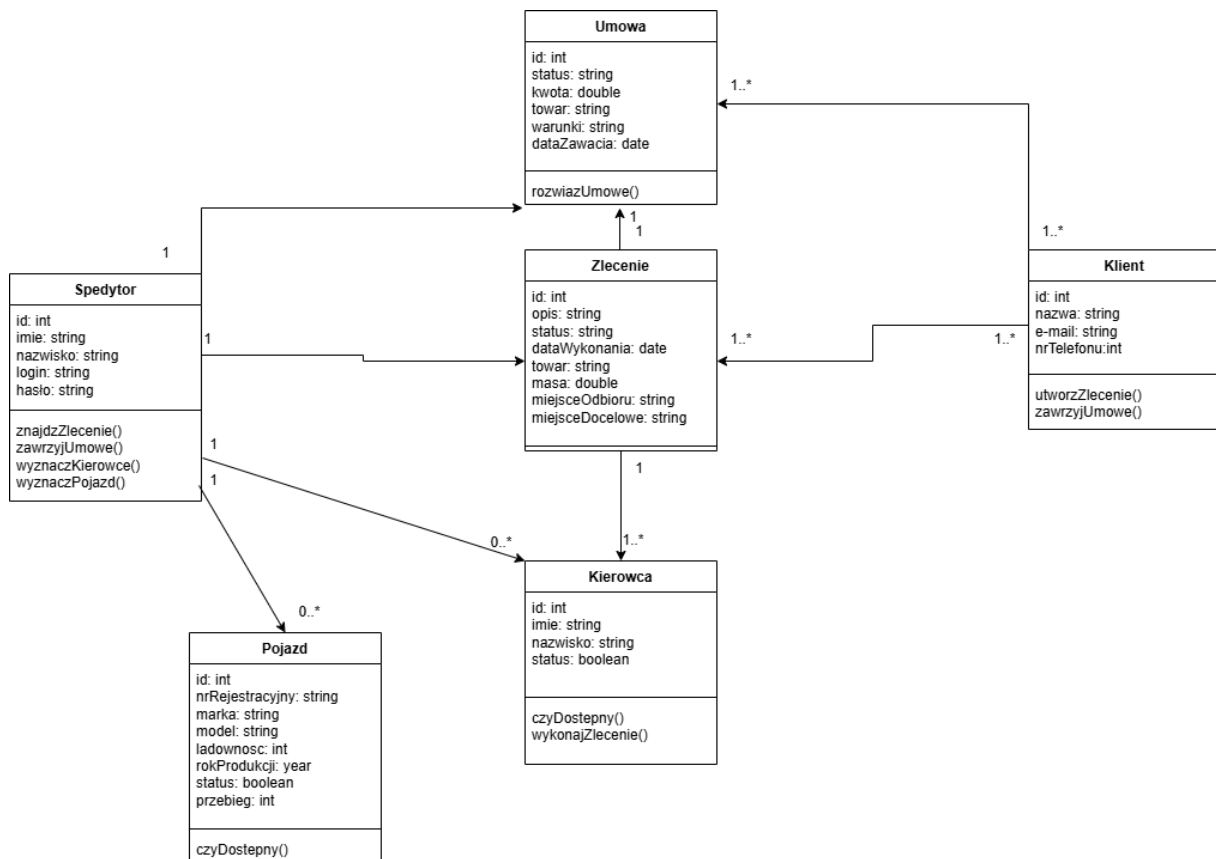 Umowa
id: int
status: string
kwota: double
towar: string
warunki: string
dataZawacia: date
rozwiazUmowe()
1..*
1..*
1
1
1
Spedytor
id: int
imie: string
nazwisko: string
login: string
hasło: string
znajdzZlecenie()
zawrzyjUmowe()
wyznaczKierowce()
wyznaczPojazd()
1
1
1
Zlecenie
id: int
opis: string
status: string
dataWykonania: date
towar: string
masa: double
miejsceOdbioru: string
miejsceDocelowe: string
1..*
1..*
Klient
id: int
nazwa: string
e-mail: string
nrTelefonu:int
utworzZlecenie()
zawrzyjUmowe()
1
0..*
1..*
Kierowca
id: int
imie: string
nazwisko: string
status: boolean
czyDostepny()
wykonajZlecenie()
0..*
Pojazd
id: int
nrRejestracyjny: string
marka: string
model: string
ladownosc: int
rokProdukcji: year
status: boolean
przebieg: int
czyDostepny()